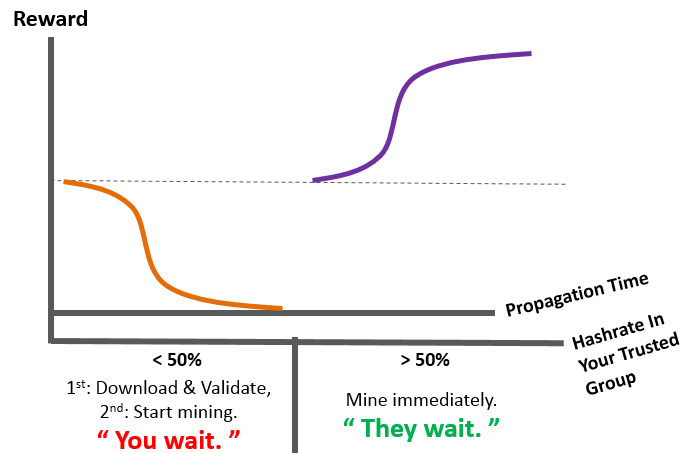 Reward
Propagation Time
Hashrate In
Your Trusted
Group
< 50%
1st: Download & Validate,
2nd: Start mining.
“ You wait. ”
> 50%
Mine immediately.
“ They wait. ”